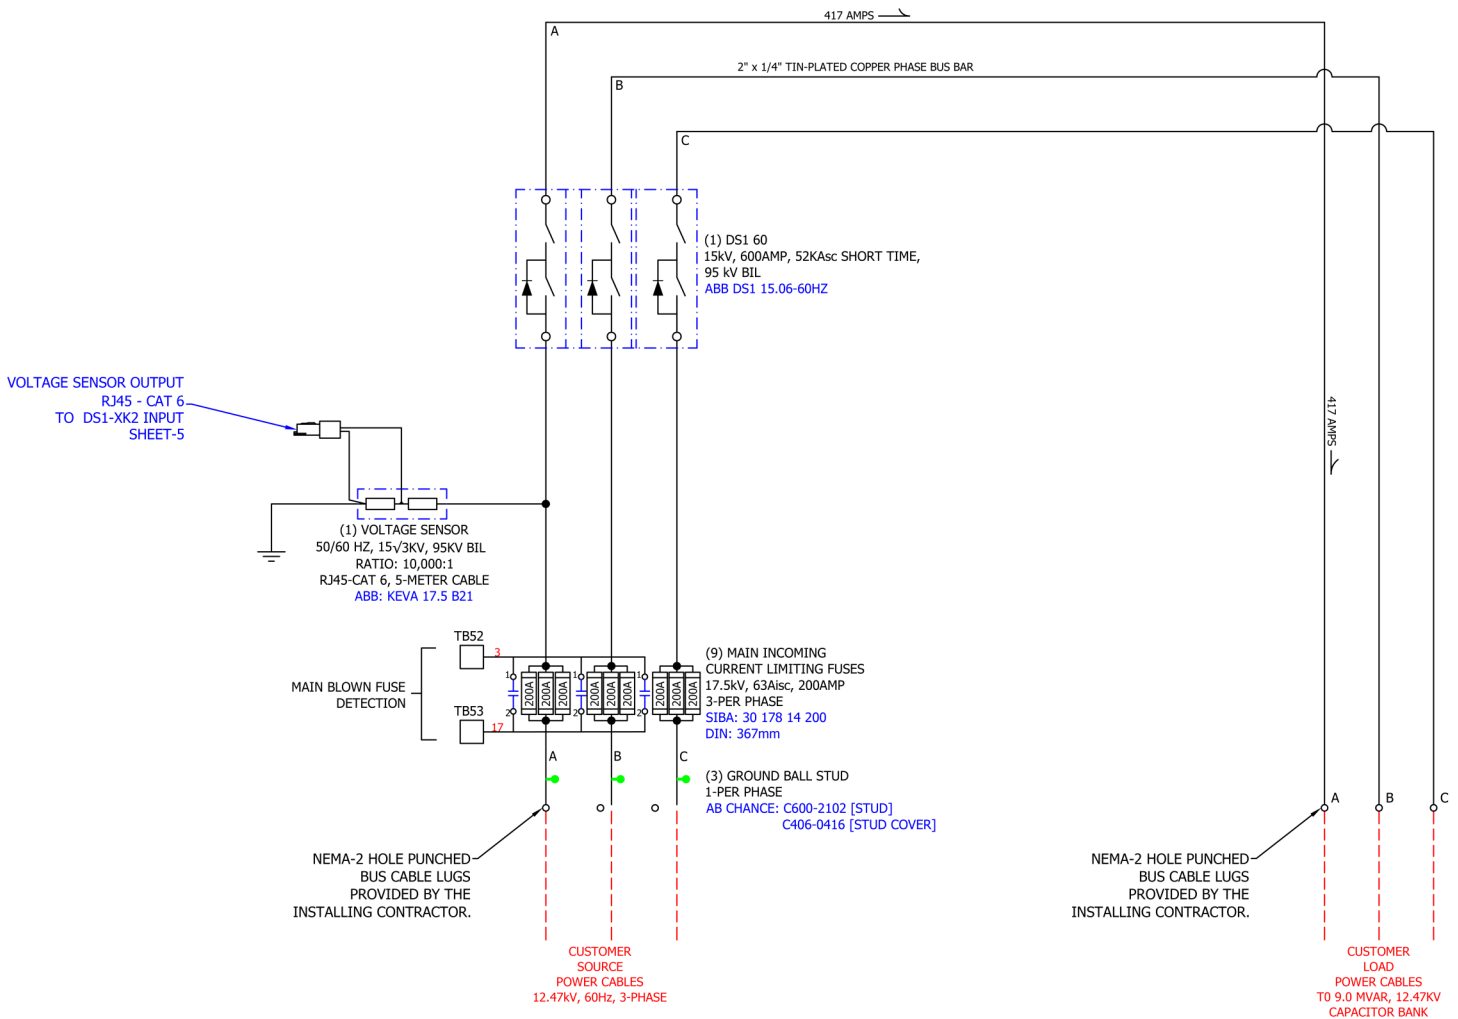 417 AMPS
A
2" x 1/4" TIN-PLATED COPPER PHASE BUS BAR
B
C
(1) DS1 60
15kV, 600AMP, 52KAsc SHORT TIME,
95 kV BIL
ABB DS1 15.06-60HZ
VOLTAGE SENSOR OUTPUT
RJ45 - CAT 6
TO DS1-XK2 INPUT
SHEET-5
417 AMPS
(1) VOLTAGE SENSOR
50/60 HZ, 15√3KV, 95KV BIL
RATIO: 10,000:1
RJ45-CAT 6, 5-METER CABLE
ABB: KEVA 17.5 B21
TB52
3
MAIN BLOWN FUSE
DETECTION
TB53
17
1
2
200A
200A
200A
1
2
200A
200A
200A
1
2
200A
200A
200A
(9) MAIN INCOMING
CURRENT LIMITING FUSES
17.5kV, 63Aisc, 200AMP
3-PER PHASE
SIBA: 30 178 14 200
DIN: 367mm
A
B
C
(3) GROUND BALL STUD
1-PER PHASE
AB CHANCE: C600-2102 [STUD]
C406-0416 [STUD COVER]
A
B
C
NEMA-2 HOLE PUNCHED
BUS CABLE LUGS
PROVIDED BY THE
INSTALLING CONTRACTOR.
NEMA-2 HOLE PUNCHED
BUS CABLE LUGS
PROVIDED BY THE
INSTALLING CONTRACTOR.
CUSTOMER
SOURCE
POWER CABLES
12.47kV, 60Hz, 3-PHASE
CUSTOMER
LOAD
POWER CABLES
T0 9.0 MVAR, 12.47KV
CAPACITOR BANK